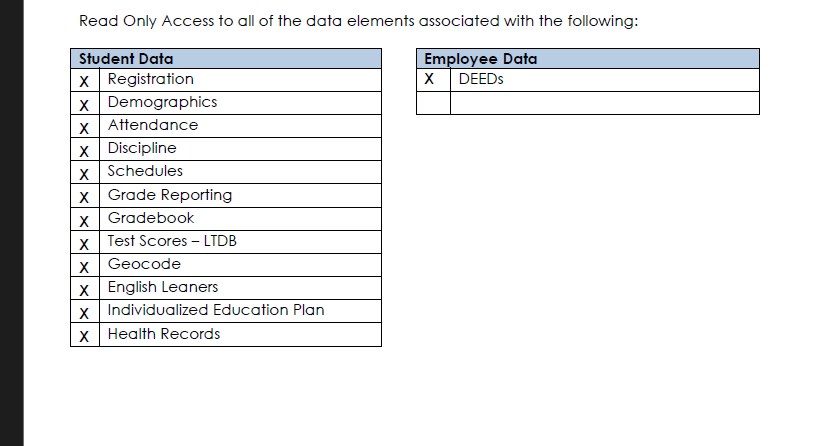 Read Only Access to all of the data elements associated with the following:
Student Data
X Registration
X Demographics
X Attendance
X Discipline
X Schedules
X Grade Reporting
X Gradebook
X Test Scores – LTDB
X Geocode
X English Leaners
X Individualized Education Plan
X Health Records
Employee Data
X DEEDs